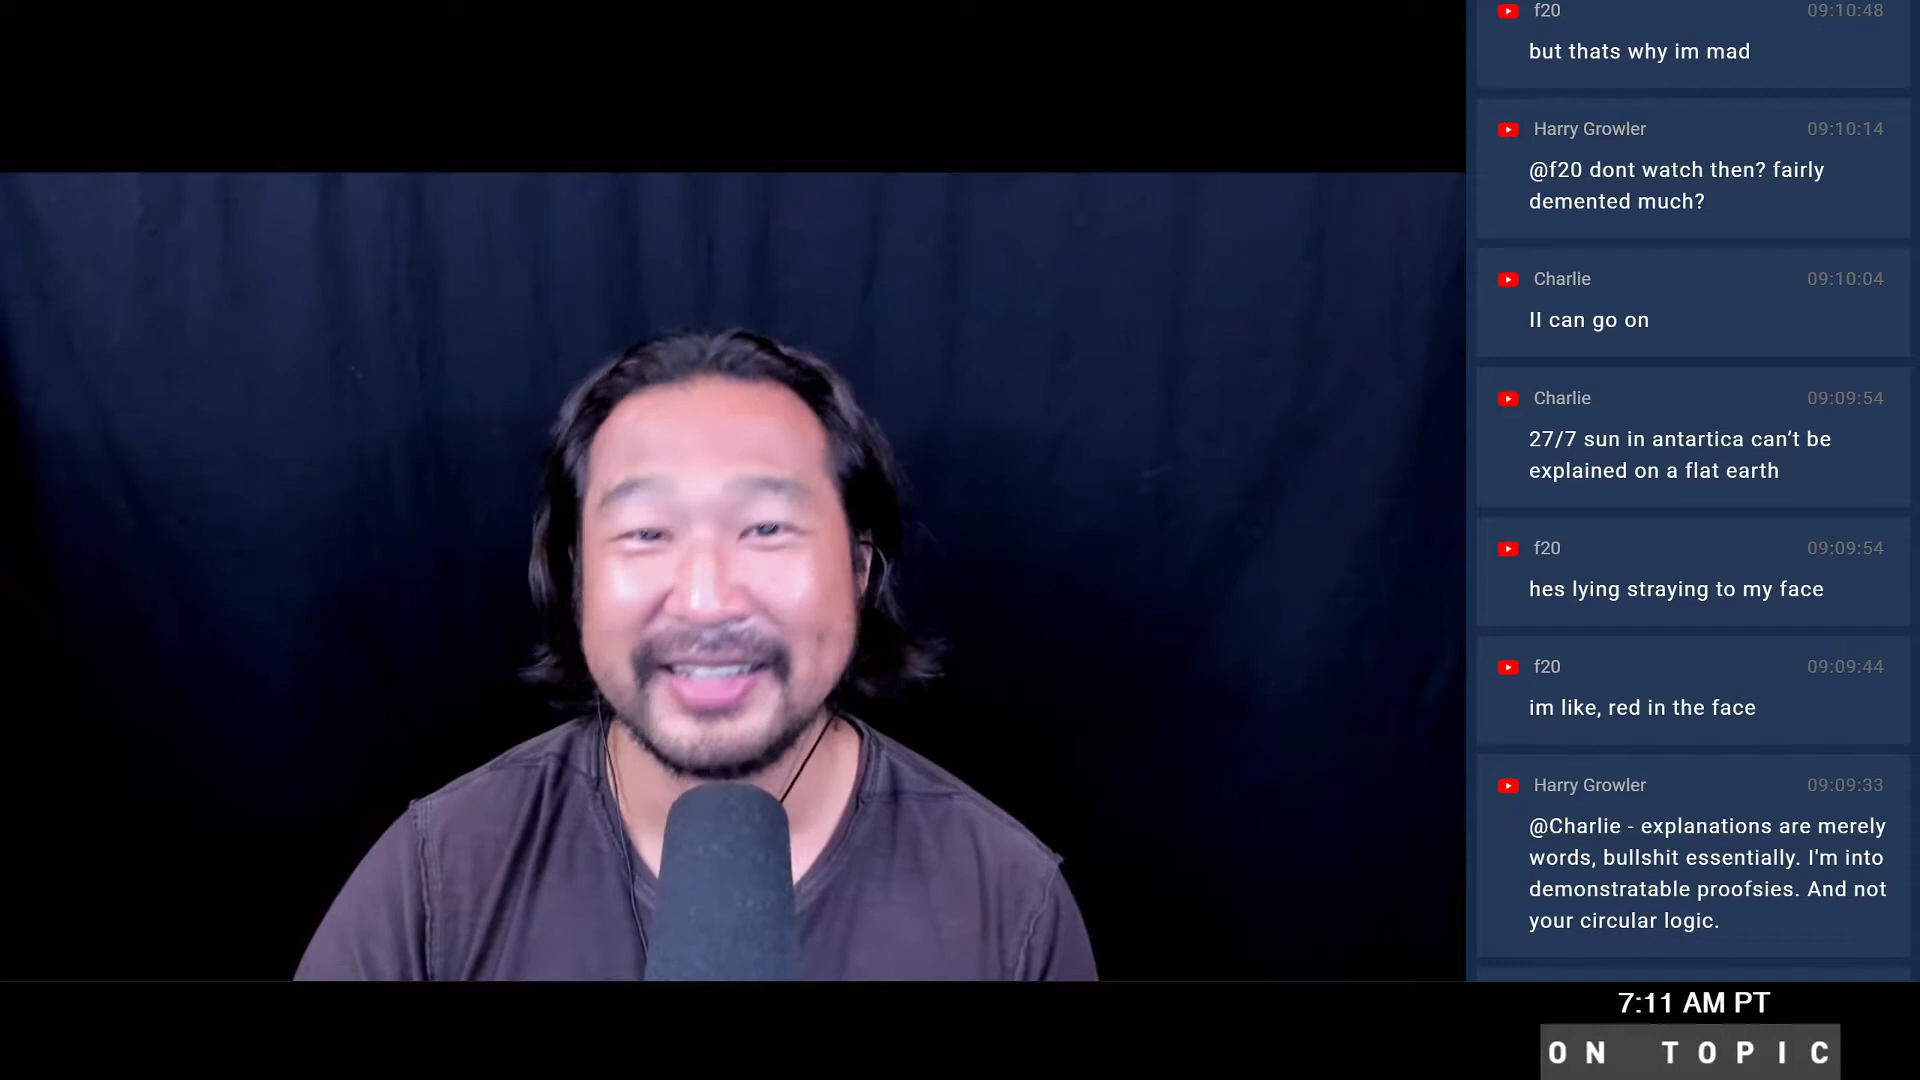 f20 09:10:48
but thats why im mad
Harry Growler 09:10:14
@f20 dont watch then? fairly
demented much?
Charlie 09:10:04
II can go on
Charlie 09:09:54
27/7 sun in antartica can’t be
explained on a flat earth
f20 09:09:54
hes lying straying to my face
f20 09:09:44
im like, red in the face
Harry Growler 09:09:33
@Charlie - explanations are merely
words, bullshit essentially. I'm into
demonstratable proofsies. And not
your circular logic.
7:11 AM PT
ON TOPIC